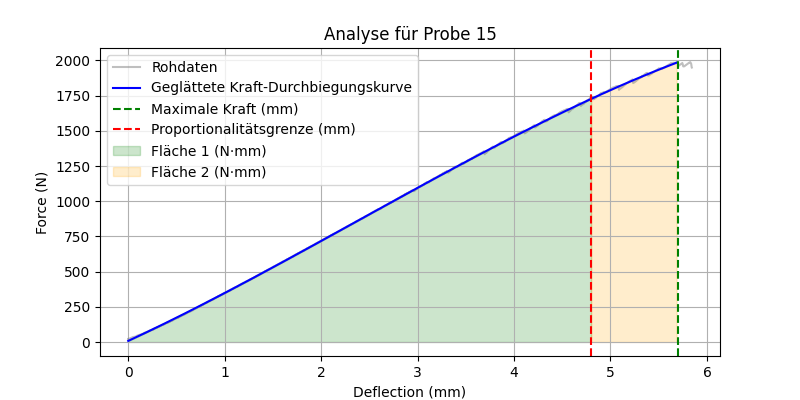 Analyse für Probe 15
Rohdaten
Geglättete Kraft-Durchbiegungskurve
Maximale Kraft (mm)
Proportionalitätsgrenze (mm)
Fläche 1 (N·mm)
Fläche 2 (N·mm)
Force (N)
2000
1750
1500
1250
1000
750
500
250
0
0 1 2 3 4 5 6
Deflection (mm)